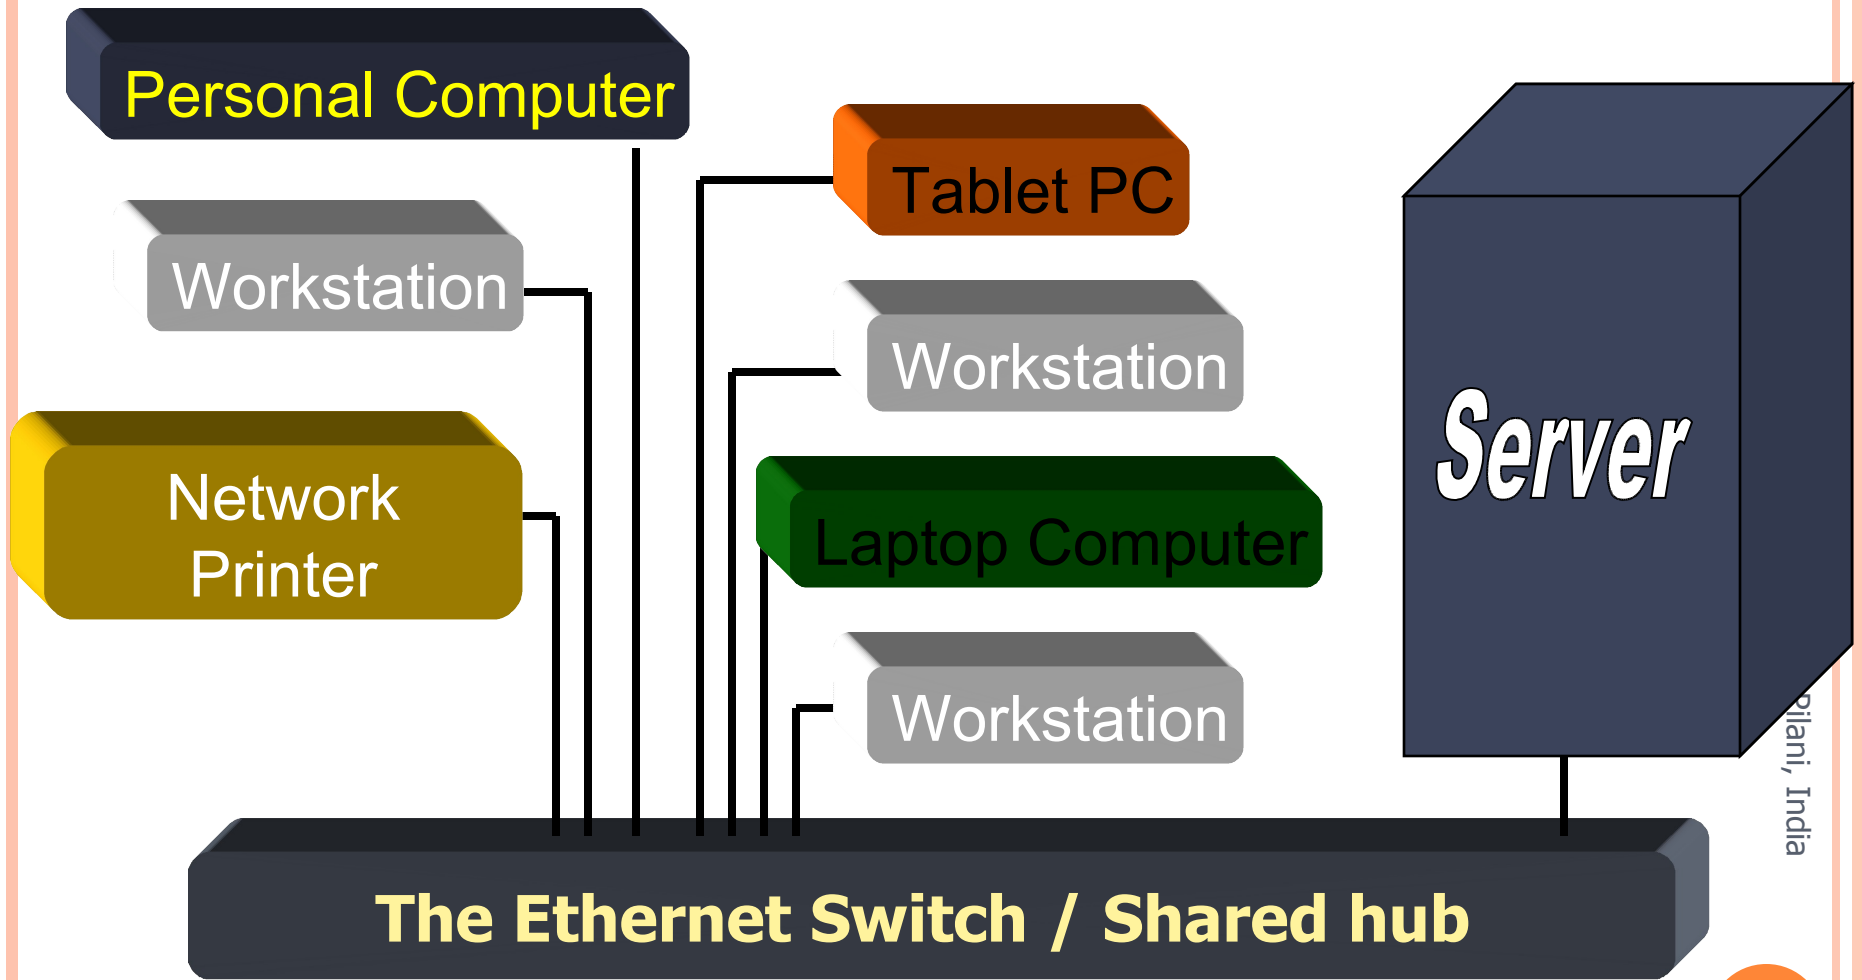 Personal Computer
Tablet PC
Workstation
Workstation
Network
Printer
Laptop Computer
Workstation
Server
Pilani, India
The Ethernet Switch / Shared hub